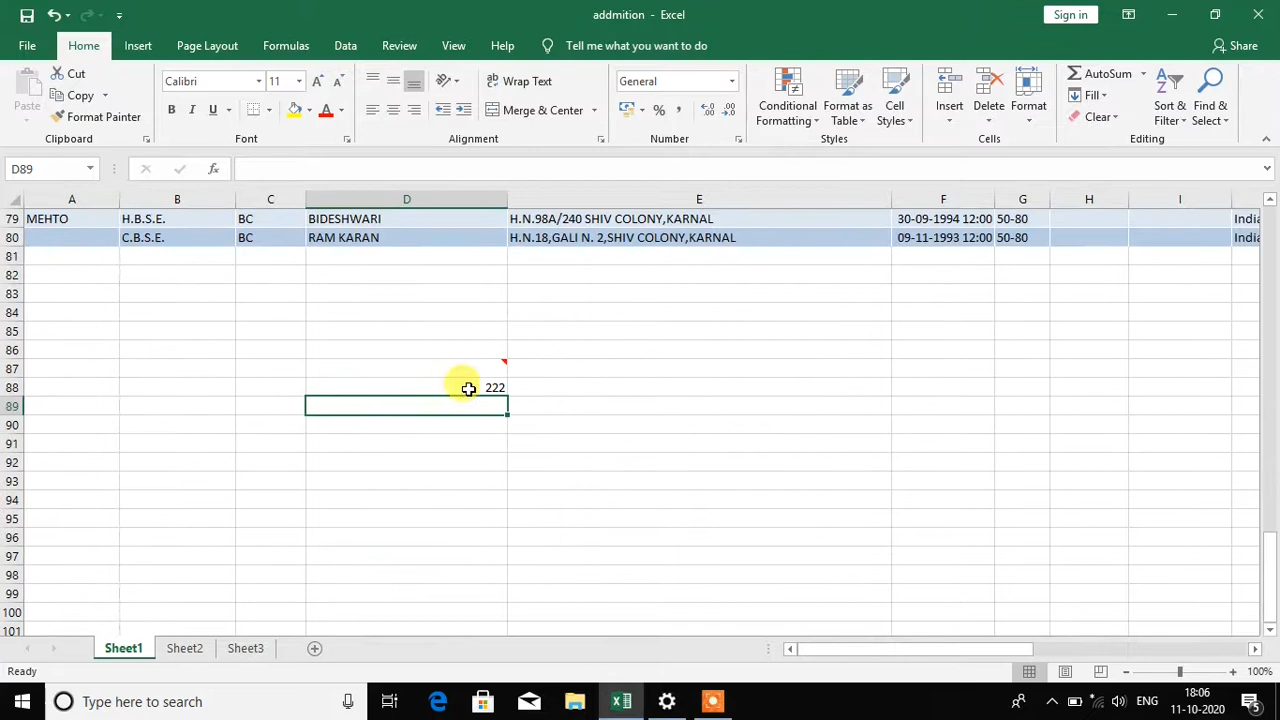 addmition - Excel
Sign in
File Home Insert Page Layout Formulas Data Review View Help Tell me what you want to do Share
Paste
Cut
Copy
Format Painter
Clipboard
Calibri 11
B I U
Font
Wrap Text
Merge & Center
Alignment
General
%
Number
Conditional Formatting
Format as Table
Cell Styles
Styles
Insert
Delete
Format
Cells
AutoSum
Fill
Clear
Sort & Filter
Find & Select
Editing
D89 fx
A B C D E F G H I
79 MEHTO H.B.S.E. BC BIDESHWARI H.N.98A/240 SHIV COLONY,KARNAL 30-09-1994 12:00 50-80 India
80 C.B.S.E. BC RAM KARAN H.N.18,GALI N. 2,SHIV COLONY,KARNAL 09-11-1993 12:00 50-80 India
81
82
83
84
85
86
87
88 222
89
90
91
92
93
94
95
96
97
98
99
100
101
Sheet1 Sheet2 Sheet3
Ready 100%
Type here to search
ENG
18:06
11-10-2020
5